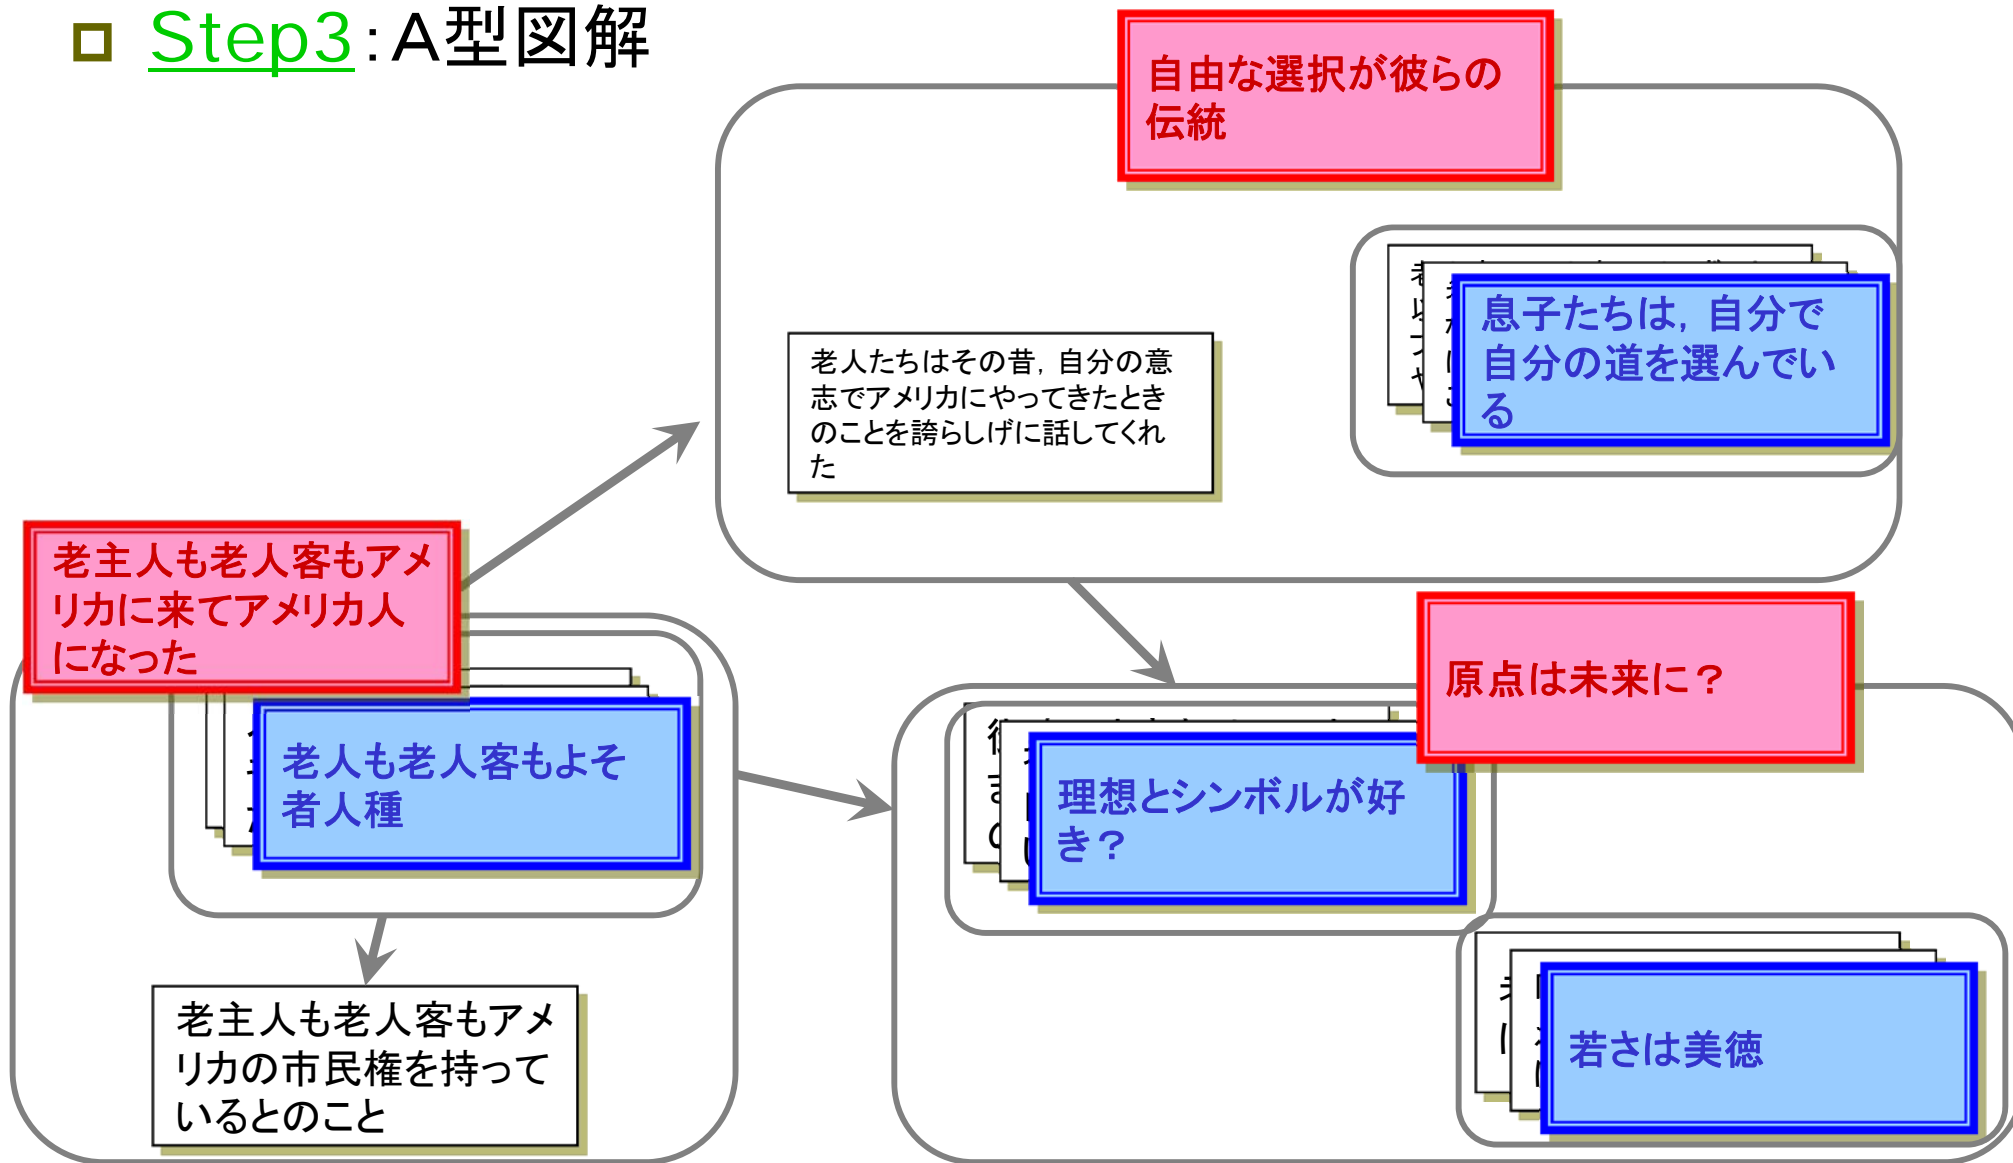 Step3：A型図解
自由な選択が彼らの
伝統
息子たちは，自分で
自分の道を選んでい
る
老人たちはその昔，自分の意
志でアメリカにやってきたとき
のことを誇らしげに話してくれ
た
老主人も老人客もアメ
リカに来てアメリカ人
になった
老人も老人客もよそ
者人種
老主人も老人客もアメ
リカの市民権を持って
いるとのこと
原点は未来に？
理想とシンボルが好
き？
若さは美徳